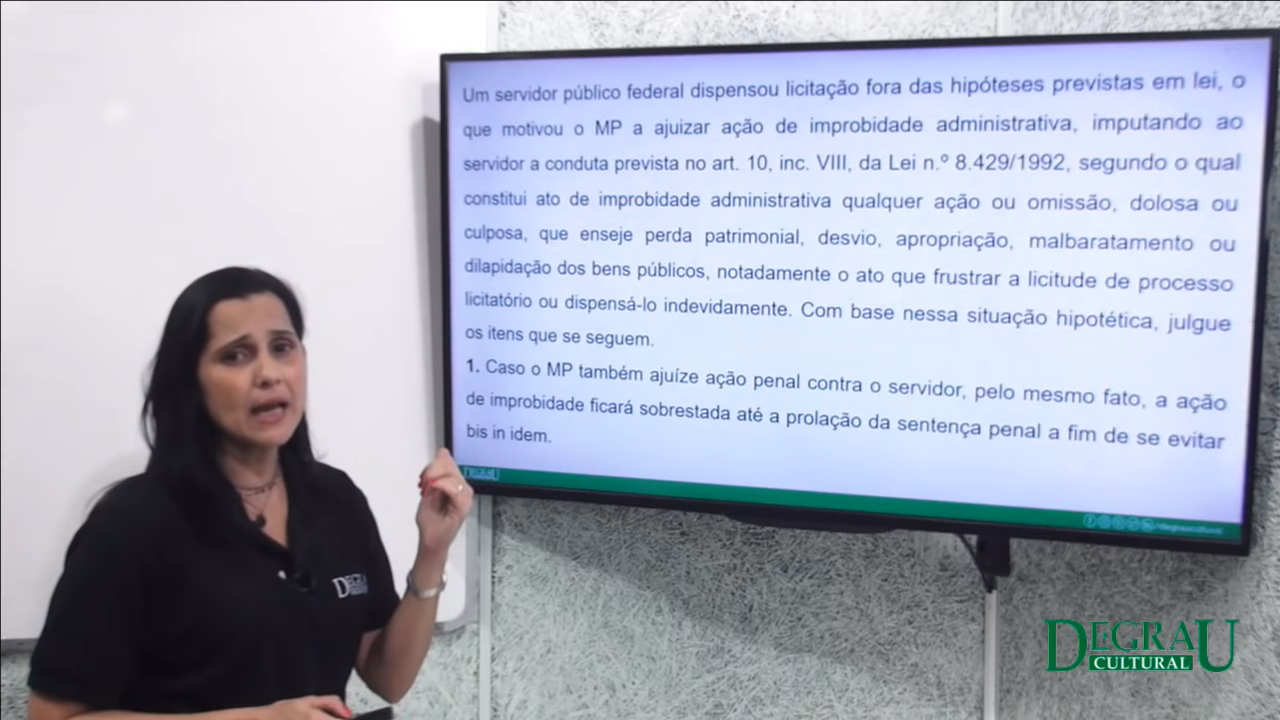 Um servidor público federal dispensou licitação fora das hipóteses previstas em lei, o
que motivou o MP a ajuizar ação de improbidade administrativa, imputando ao
servidor a conduta prevista no art. 10, inc. VIII, da Lei n.º 8.429/1992, segundo o qual
constitui ato de improbidade administrativa qualquer ação ou omissão, dolosa ou
culposa, que enseje perda patrimonial, desvio, apropriação, malbaratamento ou
dilapidação dos bens públicos, notadamente o ato que frustrar a licitude de processo
licitatório ou dispensá-lo indevidamente. Com base nessa situação hipotética, julgue
os itens que se seguem.
1. Caso o MP também ajuíze ação penal contra o servidor, pelo mesmo fato, a ação
de improbidade ficará sobrestada até a prolação da sentença penal a fim de se evitar
bis in idem.
DEGRAU
DEGRAU
CULTURAL